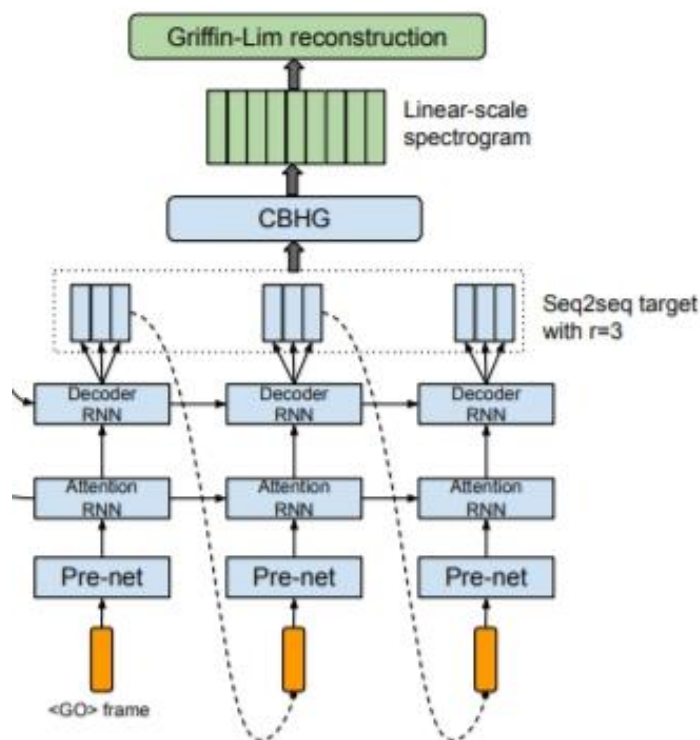 Griffin-Lim reconstruction
Linear-scale
spectrogram
CBHG
Seq2seq target
with r=3
Decoder
RNN
Decoder
RNN
Decoder
RNN
Attention
RNN
Attention
RNN
Attention
RNN
Pre-net
Pre-net
Pre-net
<GO> frame